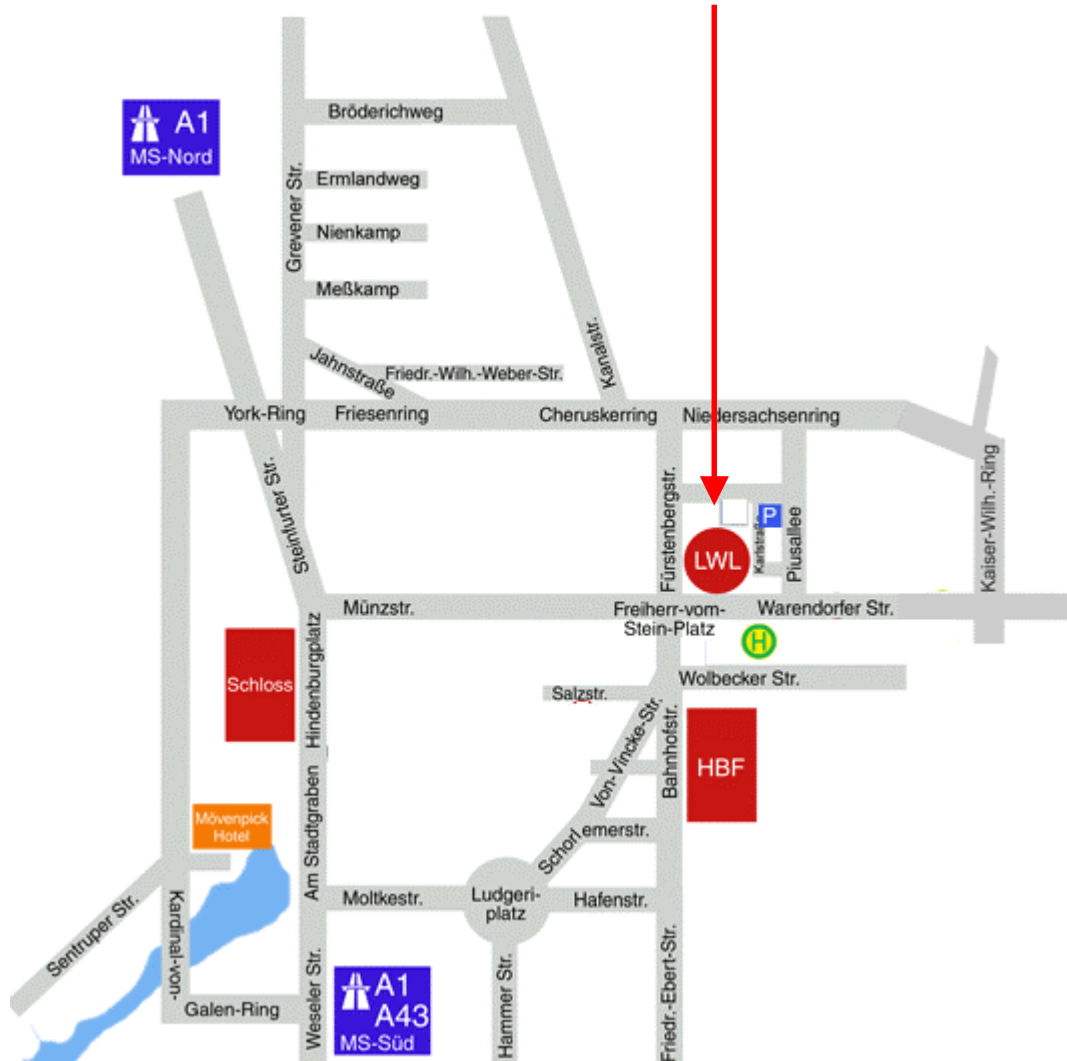 A1
MS-Nord
Bröderichweg
Grevener Str.
Ermlandweg
Nienkamp
Meßkamp
Jahnstraße
Friedr.-Wilh.-Weber-Str.
Kanalstr.
York-Ring
Friesenring
Cheruskerring
Niedersachsenring
Steinfurter Str.
Fürstenbergstr.
P
Karlstraße
Piusallee
Kaiser-Wilh.-Ring
LWL
Münzstr.
Freiherr-vom-
Stein-Platz
Warendorfer Str.
H
Schloss
Hindenburgplatz
Wolbecker Str.
Salzstr.
Von-Vincke-Str.
Bahnhofstr.
HBF
Mövenpick
Hotel
Am Stadtgraben
Schorlemerstr.
Moltkestr.
Ludgeri-
platz
Hafenstr.
Sentruper Str.
Kardinal-von-
Galen-Ring
Weseler Str.
A1
A43
MS-Süd
Hammer Str.
Friedr.-Ebert-Str.